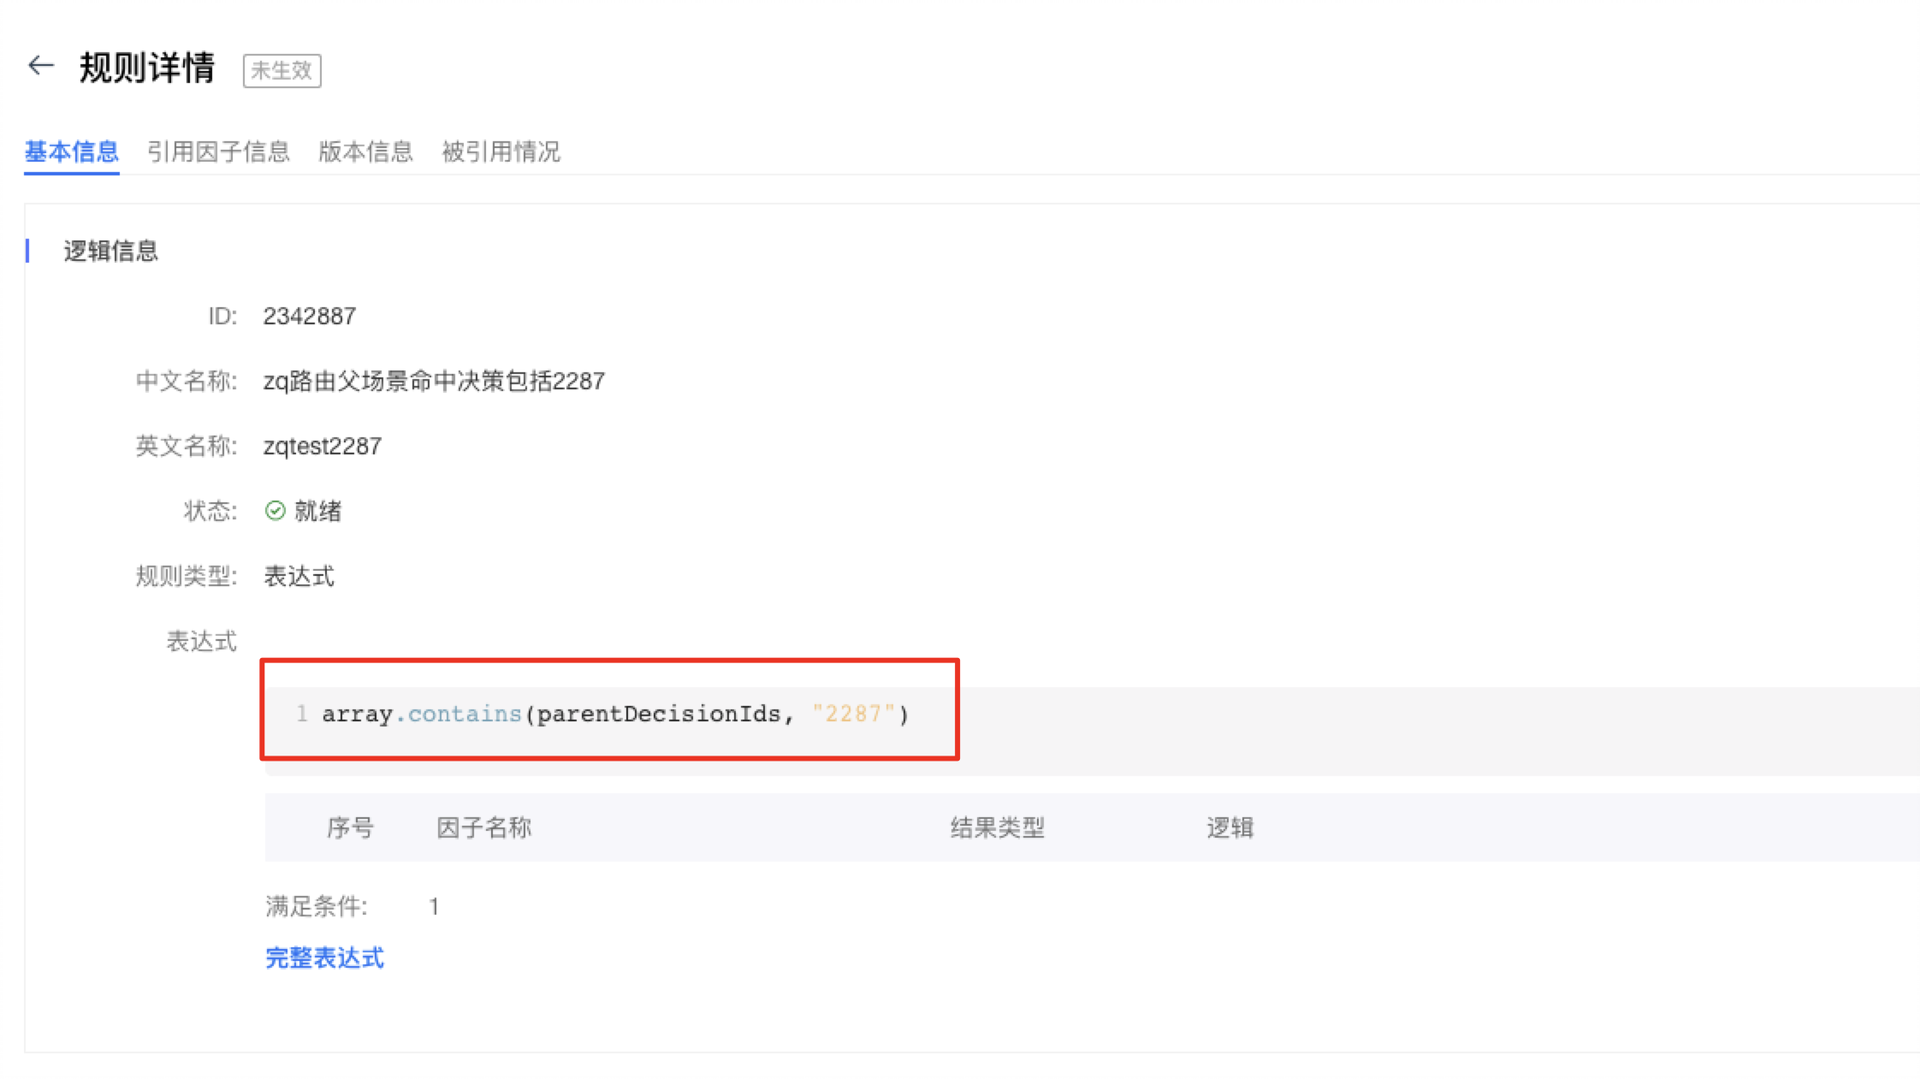 规则详情 未生效
基本信息 引用因子信息 版本信息 被引用情况
逻辑信息
ID: 2342887
中文名称: zq路由父场景命中决策包括2287
英文名称: zqtest2287
状态: 就绪
规则类型: 表达式
表达式
1 array.contains(parentDecisionIds, "2287")
序号 因子名称 结果类型 逻辑
满足条件: 1
完整表达式